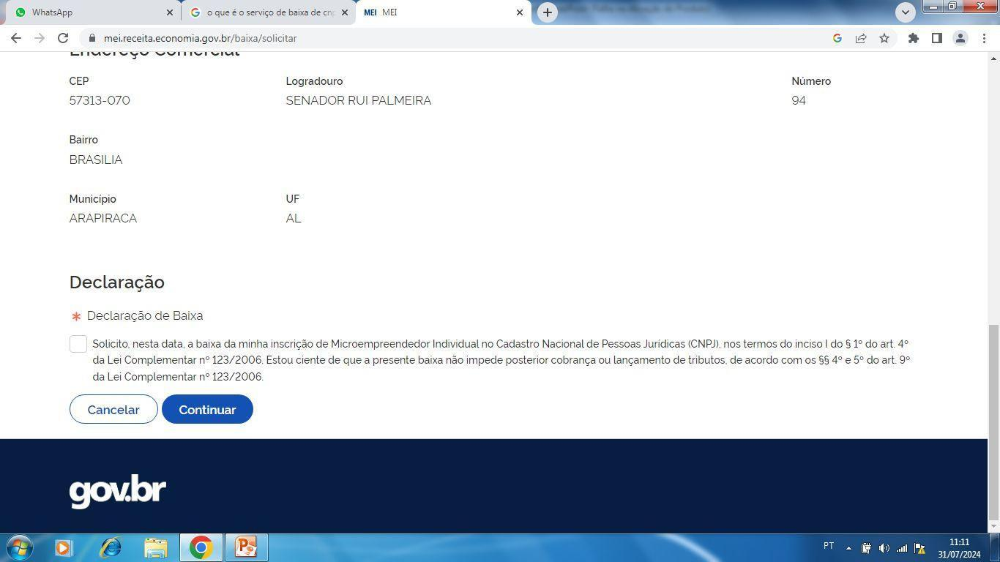 WhatsApp
o que é o serviço de baixa de cnp
MEI MEI
mei.receita.economia.gov.br/baixa/solicitar
Endereço Comercial
CEP Logradouro Número
57313-070 SENADOR RUI PALMEIRA 94
Bairro
BRASILIA
Município UF
ARAPIRACA AL
Declaração
* Declaração de Baixa
Solicito, nesta data, a baixa da minha inscrição de Microempreendedor Individual no Cadastro Nacional de Pessoas Jurídicas (CNPJ), nos termos do inciso I do § 1º do art. 4º
da Lei Complementar nº 123/2006. Estou ciente de que a presente baixa não impede posterior cobrança ou lançamento de tributos, de acordo com os §§ 4º e 5º do art. 9º
da Lei Complementar nº 123/2006.
Cancelar Continuar
gov.br
PT 11:11
31/07/2024